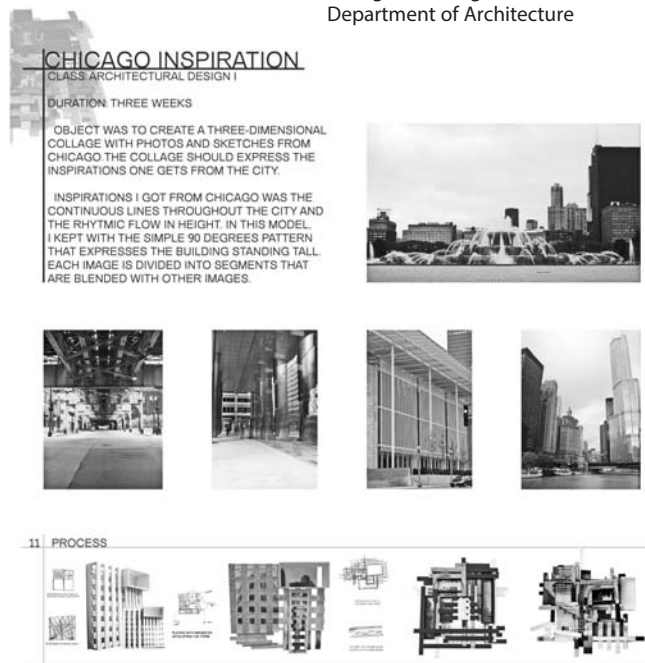 Department of Architecture
CHICAGO INSPIRATION
CLASS: ARCHITECTURAL DESIGN I
DURATION: THREE WEEKS
OBJECT WAS TO CREATE A THREE-DIMENSIONAL
COLLAGE WITH PHOTOS AND SKETCHES FROM
CHICAGO. THE COLLAGE SHOULD EXPRESS THE
INSPIRATIONS ONE GETS FROM THE CITY.
INSPIRATIONS I GOT FROM CHICAGO WAS THE
CONTINUOUS LINES THROUGHOUT THE CITY AND
THE RHYTMIC FLOW IN HEIGHT. IN THIS MODEL,
I KEPT WITH THE SIMPLE 90 DEGREES PATTERN
THAT EXPRESSES THE BUILDING STANDING TALL.
EACH IMAGE IS DIVIDED INTO SEGMENTS THAT
ARE BLENDED WITH OTHER IMAGES.
11 PROCESS